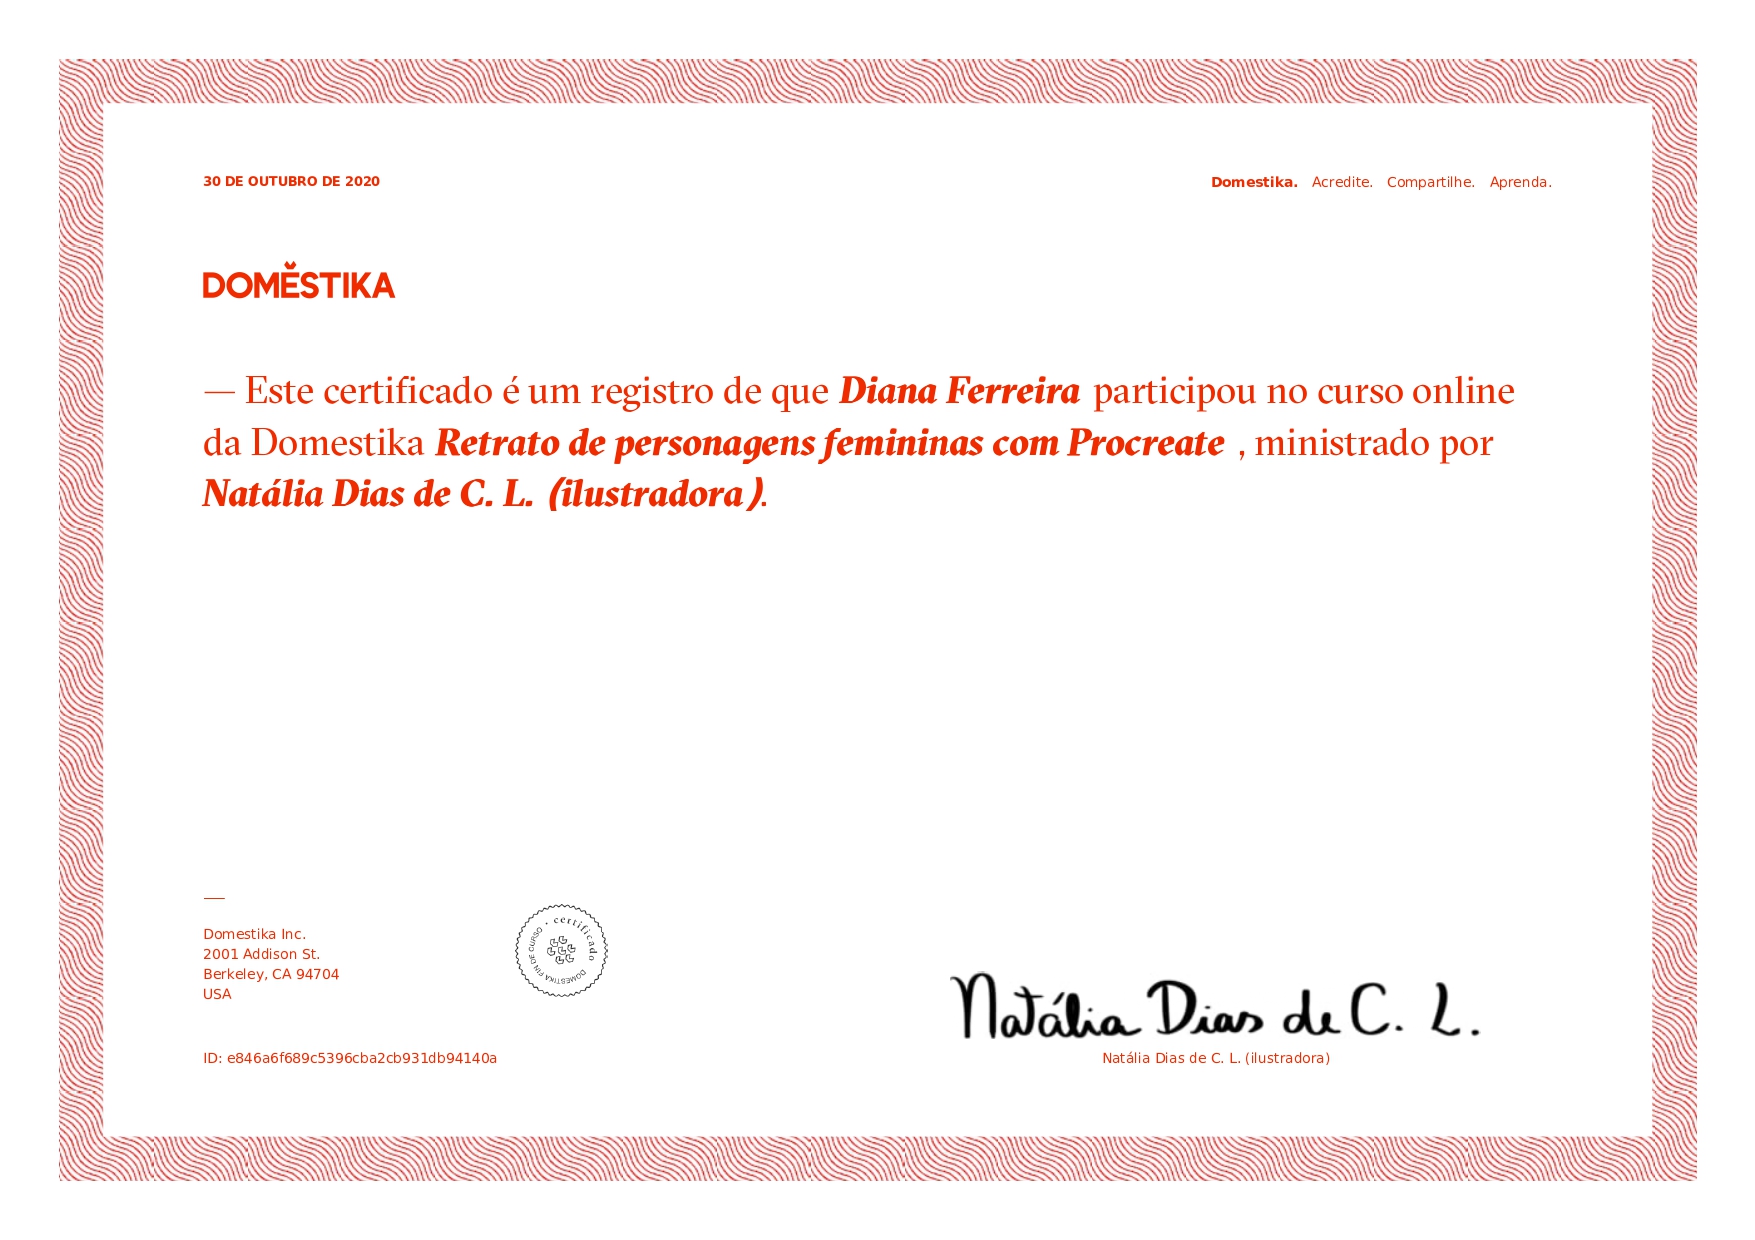 30 DE OUTUBRO DE 2020
Domestika. Acredite. Compartilhe. Aprenda.
DOMĚSTIKA
— Este certificado é um registro de que Diana Ferreira participou no curso online
da Domestika Retrato de personagens femininas com Procreate , ministrado por
Natália Dias de C. L. (ilustradora).
—
Domestika Inc.
2001 Addison St.
Berkeley, CA 94704
USA
• certificado
DOMESTIKA FIN DE CURSO
Natália Dias de C. L.
ID: e846a6f689c5396cba2cb931db94140a
Natália Dias de C. L. (ilustradora)